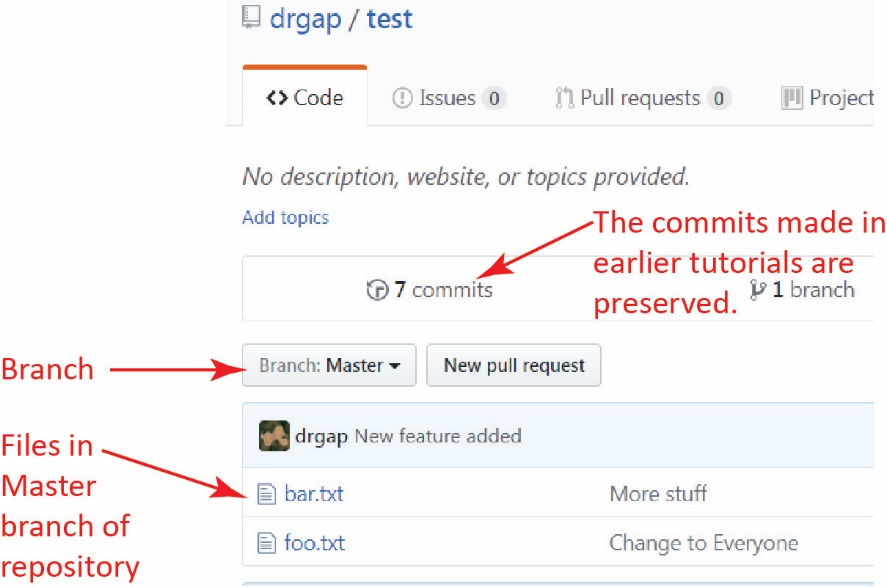 drgap / test
Code Issues 0 Pull requests 0 Project
No description, website, or topics provided.
Add topics
The commits made in
earlier tutorials are
preserved.
7 commits
1 branch
Branch
Branch: Master
New pull request
drgap New feature added
Files in
Master
branch of
repository
bar.txt More stuff
foo.txt Change to Everyone